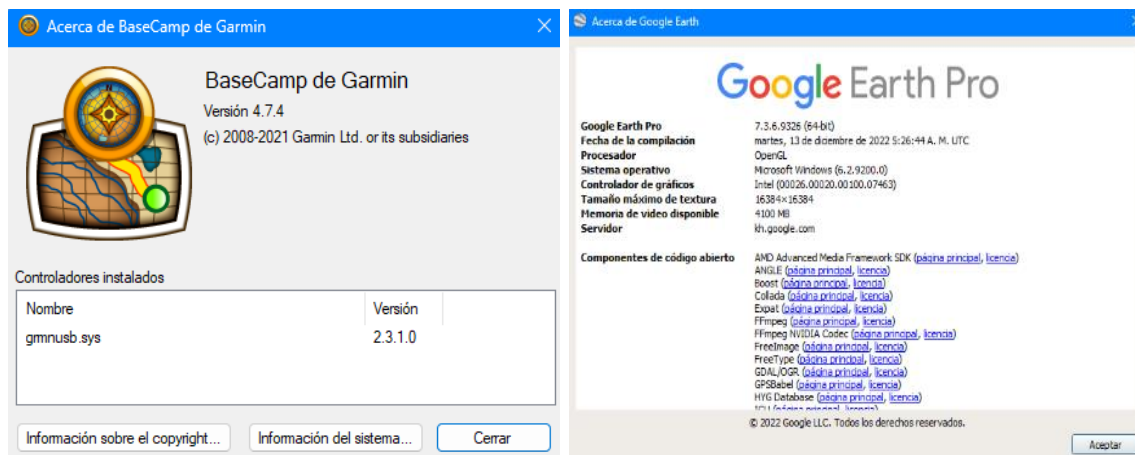 Acerca de BaseCamp de Garmin
BaseCamp de Garmin
Versión 4.7.4
(c) 2008-2021 Garmin Ltd. or its subsidiaries
Controladores instalados
Nombre Versión
grmnusb.sys 2.3.1.0
Información sobre el copyright... Información del sistema... Cerrar
Acerca de Google Earth
Google Earth Pro
Google Earth Pro 7.3.6.9326 (64-bit)
Fecha de la compilación martes, 13 de diciembre de 2022 5:26:44 A. M. UTC
Procesador OpenGL
Sistema operativo Microsoft Windows (6.2.9200.0)
Controlador de gráficos Intel (00026.00020.00100.07463)
Tamaño máximo de textura 16384×16384
Memoria de video disponible 4100 MB
Servidor kh.google.com
Componentes de código abierto AMD Advanced Media Framework SDK (página principal, licencia)
ANGLE (página principal, licencia)
Boost (página principal, licencia)
Collada (página principal, licencia)
Expat (página principal, licencia)
FFmpeg (página principal, licencia)
FFmpeg NVIDIA Codec (página principal, licencia)
FreeImage (página principal, licencia)
FreeType (página principal, licencia)
GDAL/OGR (página principal, licencia)
GPSBabel (página principal, licencia)
HYG Database (página principal, licencia)
ICU (página principal, licencia)
© 2022 Google LLC. Todos los derechos reservados.
Aceptar